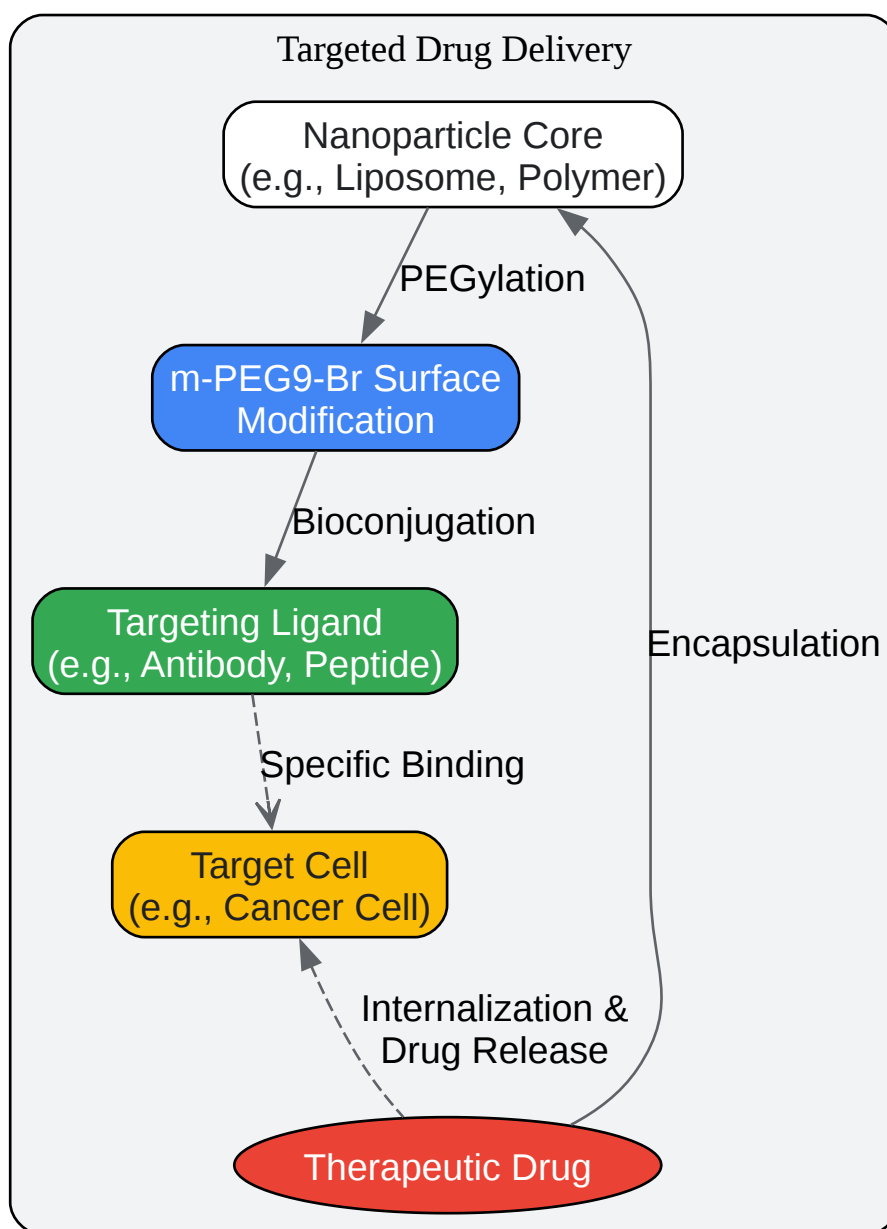 Targeted Drug Delivery
Nanoparticle Core
(e.g., Liposome, Polymer)
PEGylation
m-PEG9-Br Surface
Modification
Bioconjugation
Targeting Ligand
(e.g., Antibody, Peptide)
Encapsulation
Specific Binding
Target Cell
(e.g., Cancer Cell)
Internalization &
Drug Release
Therapeutic Drug